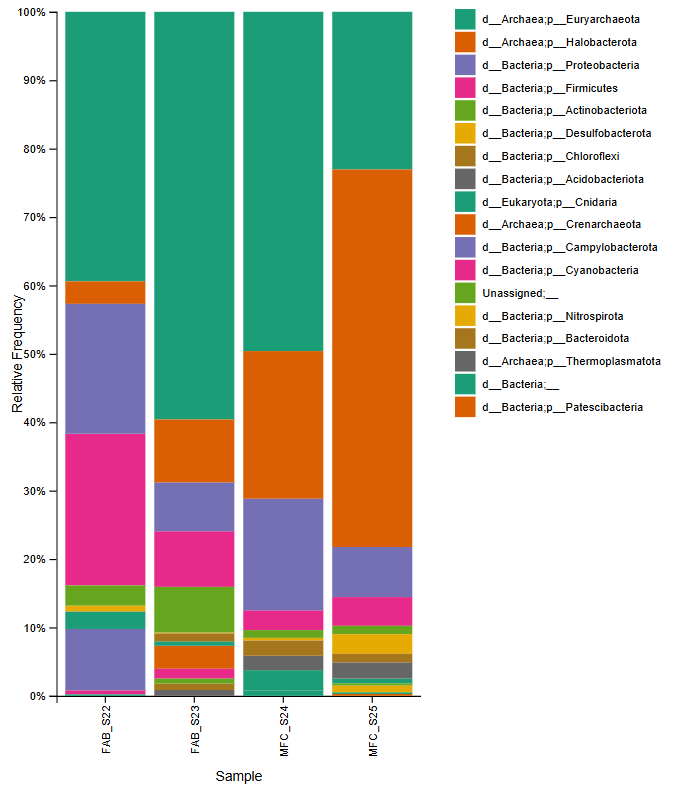 100%
90%
80%
70%
60%
50%
40%
30%
20%
10%
0%
Relative Frequency
FAB_S22
FAB_S23
MFC_S24
MFC_S25
Sample
d__Archaea;p__Euryarchaeota
d__Archaea;p__Halobacterota
d__Bacteria;p__Proteobacteria
d__Bacteria;p__Firmicutes
d__Bacteria;p__Actinobacteriota
d__Bacteria;p__Desulfobacterota
d__Bacteria;p__Chloroflexi
d__Bacteria;p__Acidobacteriota
d__Eukaryota;p__Cnidaria
d__Archaea;p__Crenarchaeota
d__Bacteria;p__Campylobacterota
d__Bacteria;p__Cyanobacteria
Unassigned;__
d__Bacteria;p__Nitrospirota
d__Bacteria;p__Bacteroidota
d__Archaea;p__Thermoplasmatota
d__Bacteria;__
d__Bacteria;p__Patescibacteria